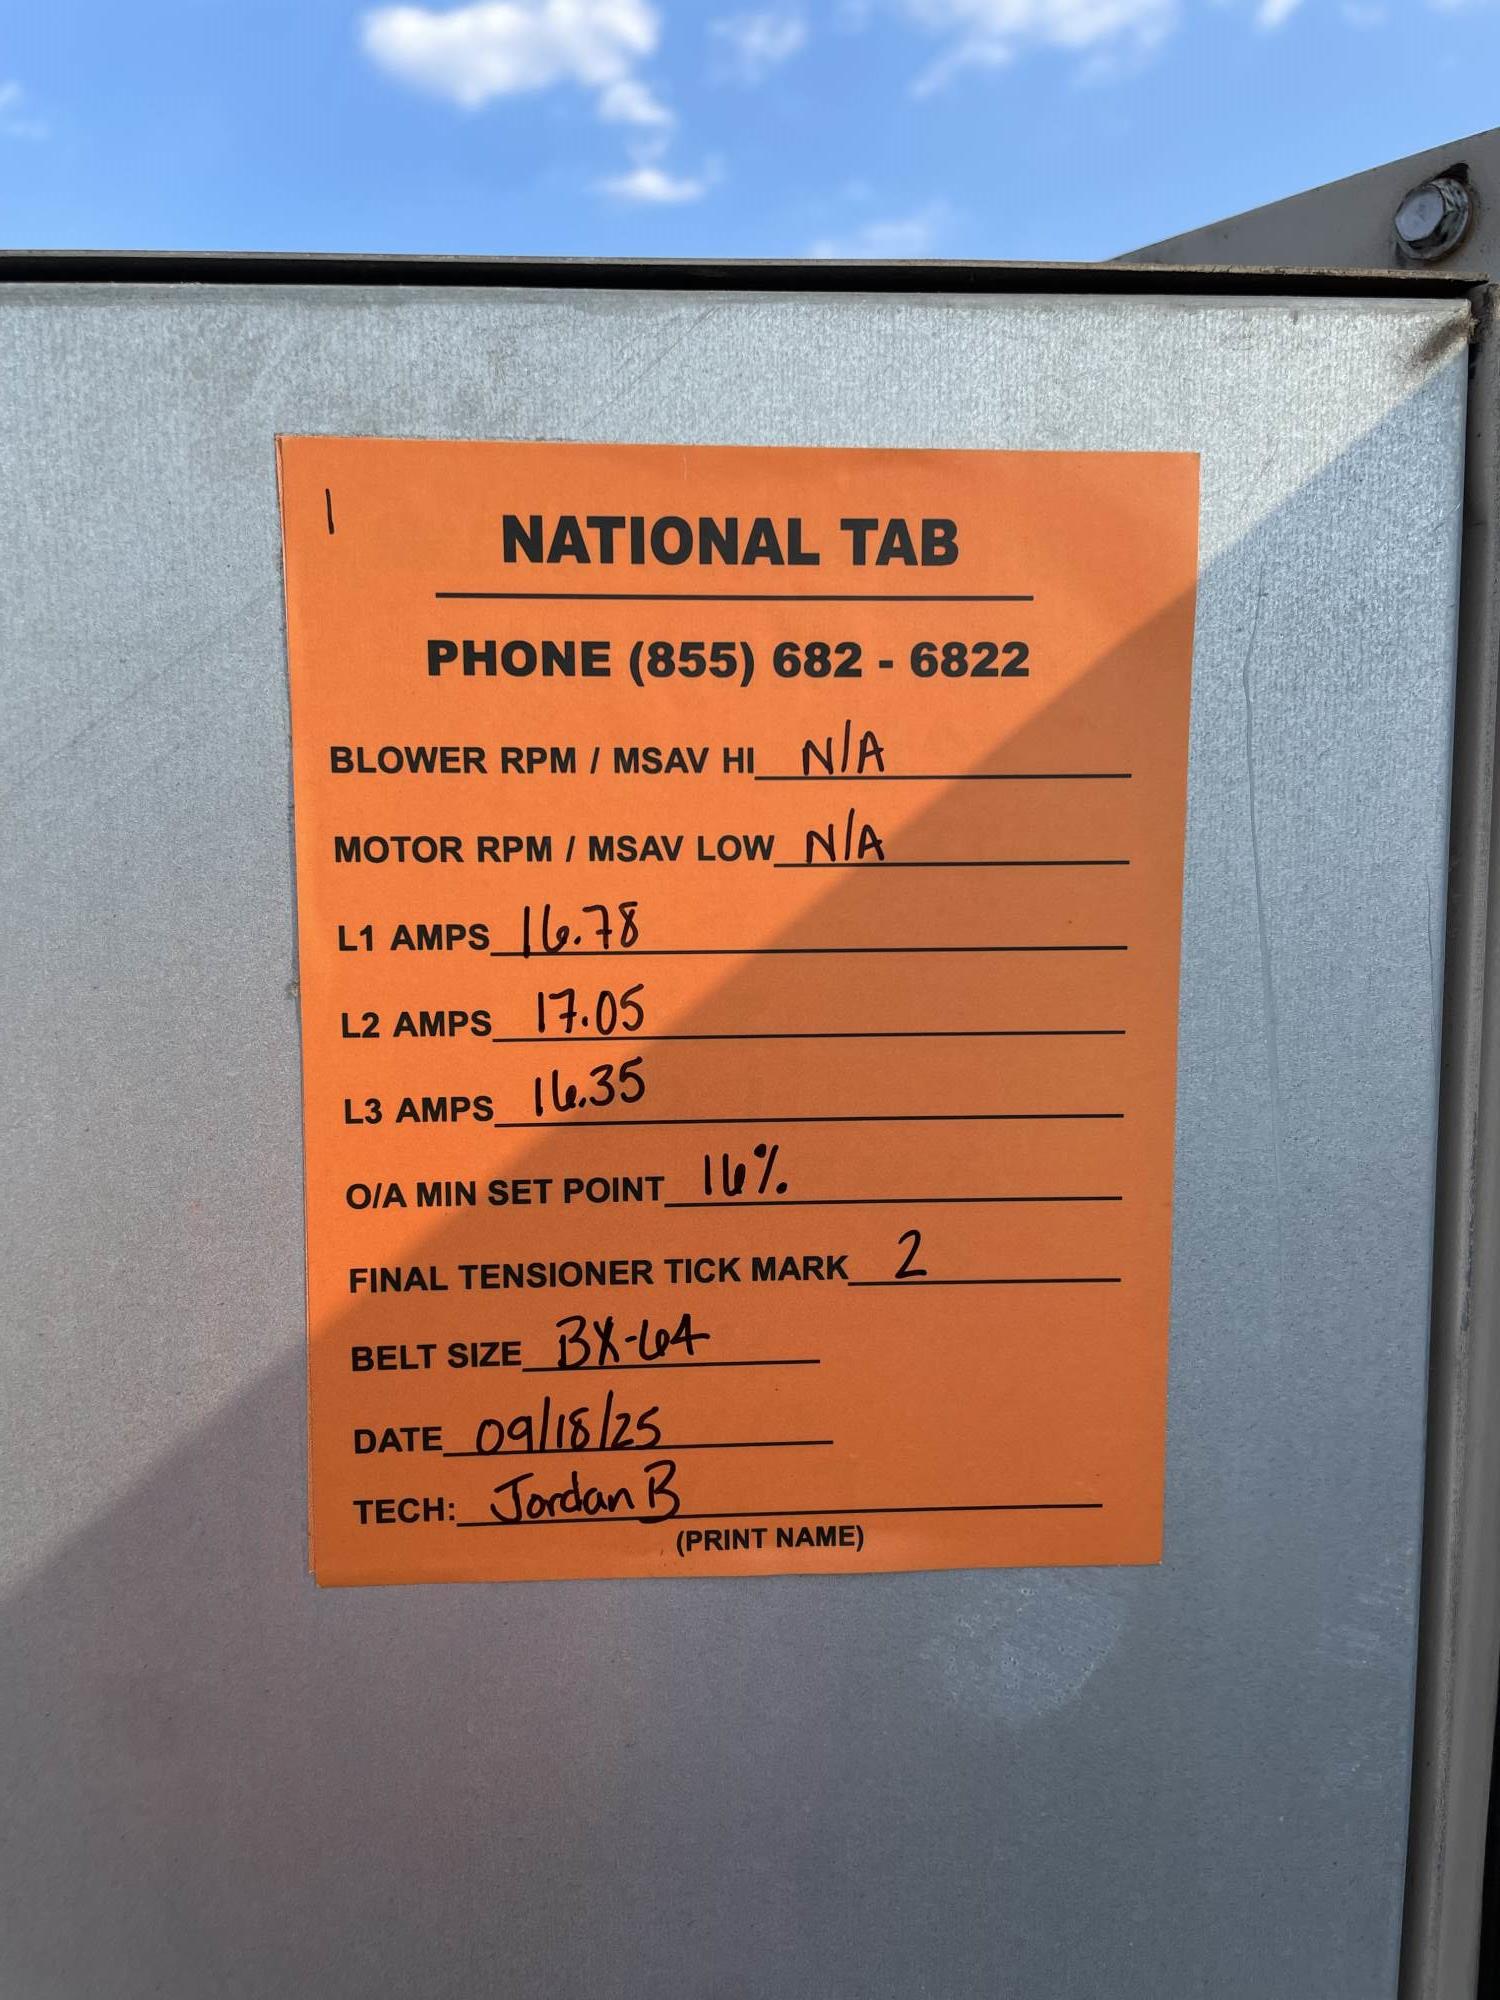 1
NATIONAL TAB
PHONE (855) 682 - 6822
BLOWER RPM / MSAV HI N/A
MOTOR RPM / MSAV LOW N/A
L1 AMPS 16.78
L2 AMPS 17.05
L3 AMPS 16.35
O/A MIN SET POINT 16%
FINAL TENSIONER TICK MARK 2
BELT SIZE BX-64
DATE 09/18/25
TECH: Jordan B
(PRINT NAME)